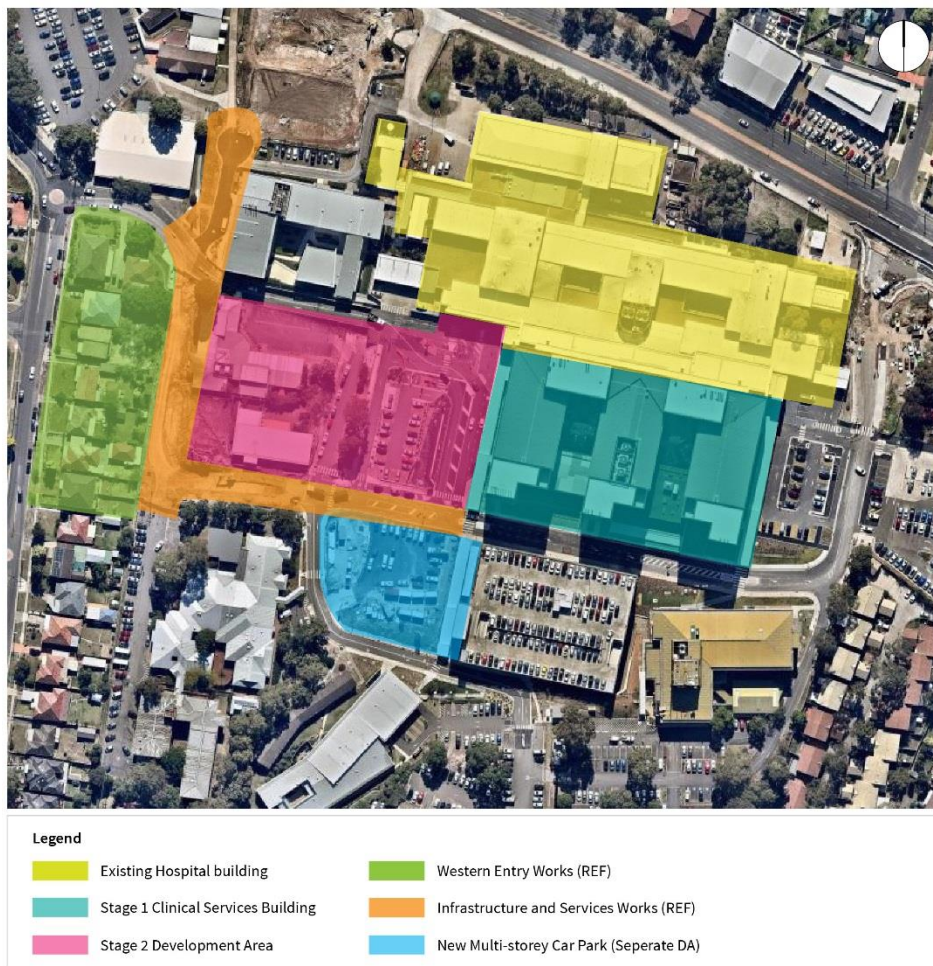 Legend
Existing Hospital building
Stage 1 Clinical Services Building
Stage 2 Development Area
Western Entry Works (REF)
Infrastructure and Services Works (REF)
New Multi-storey Car Park (Seperate DA)